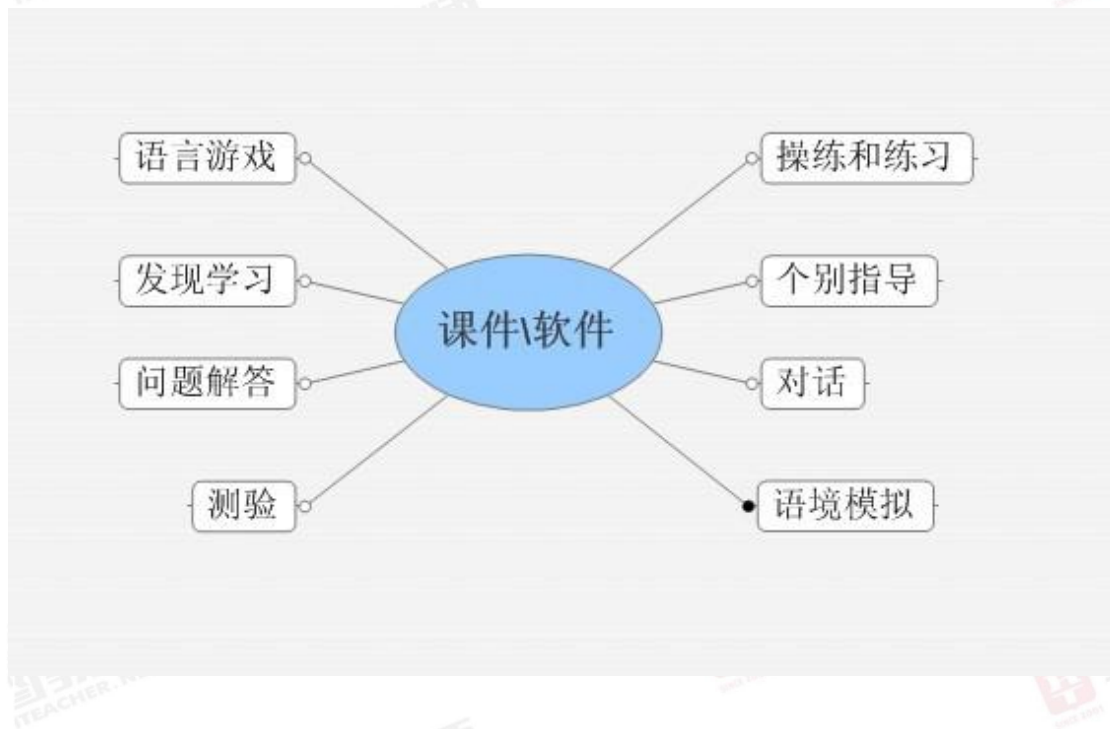 语言游戏
操练和练习
发现学习
个别指导
课件\软件
问题解答
对话
测验
语境模拟
TEACHER.N